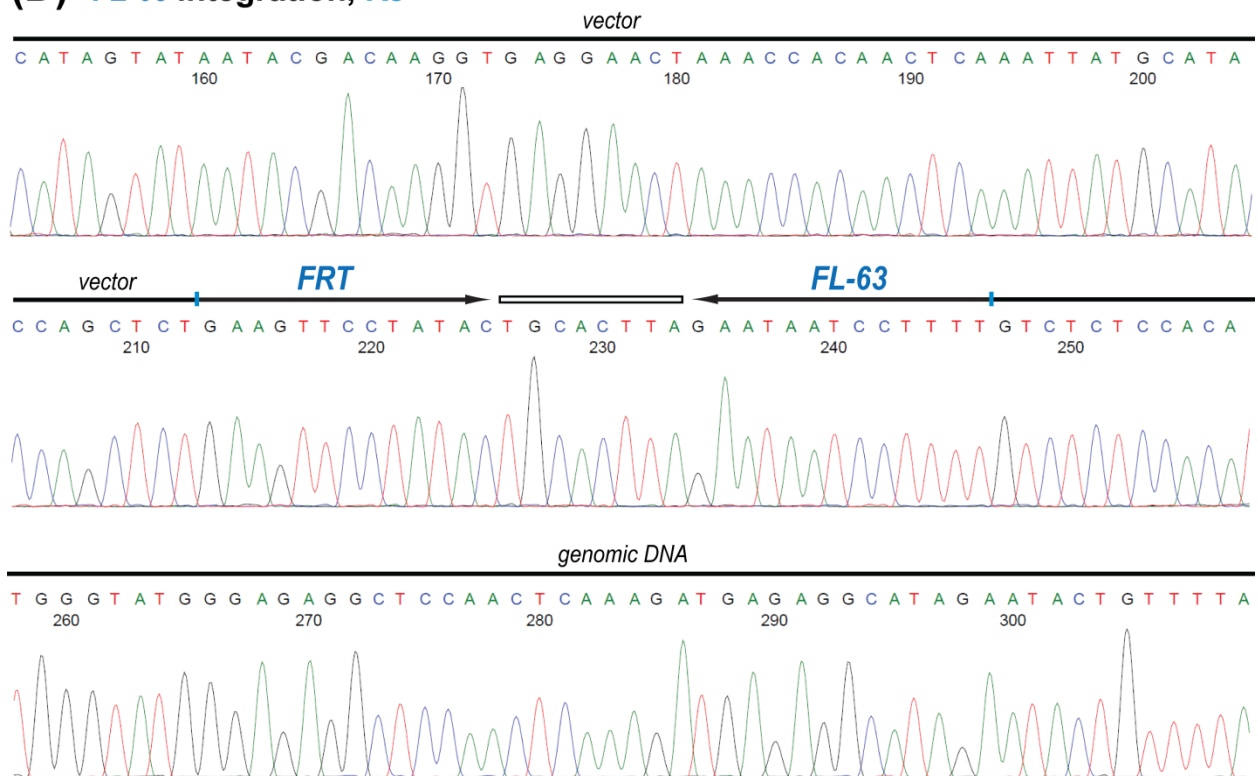 integration,
vector
C A T A G T A T A A T A C G A C A A G G T G A G G A A C T A A A C C A C A A C T C A A A T T A T G C A T A
160 170 180 190 200
vector FRT FL-63
C C A G C T C T G A A G T T C C T A T A C T G C A C T T A G A A T A A T C C T T T T G T C T C T C C A C A
210 220 230 240 250
genomic DNA
T G G G T A T G G G A G A G G C T C C A A C T C A A A G A T G A G A G G C A T A G A A T A C T G T T T T A
260 270 280 290 300